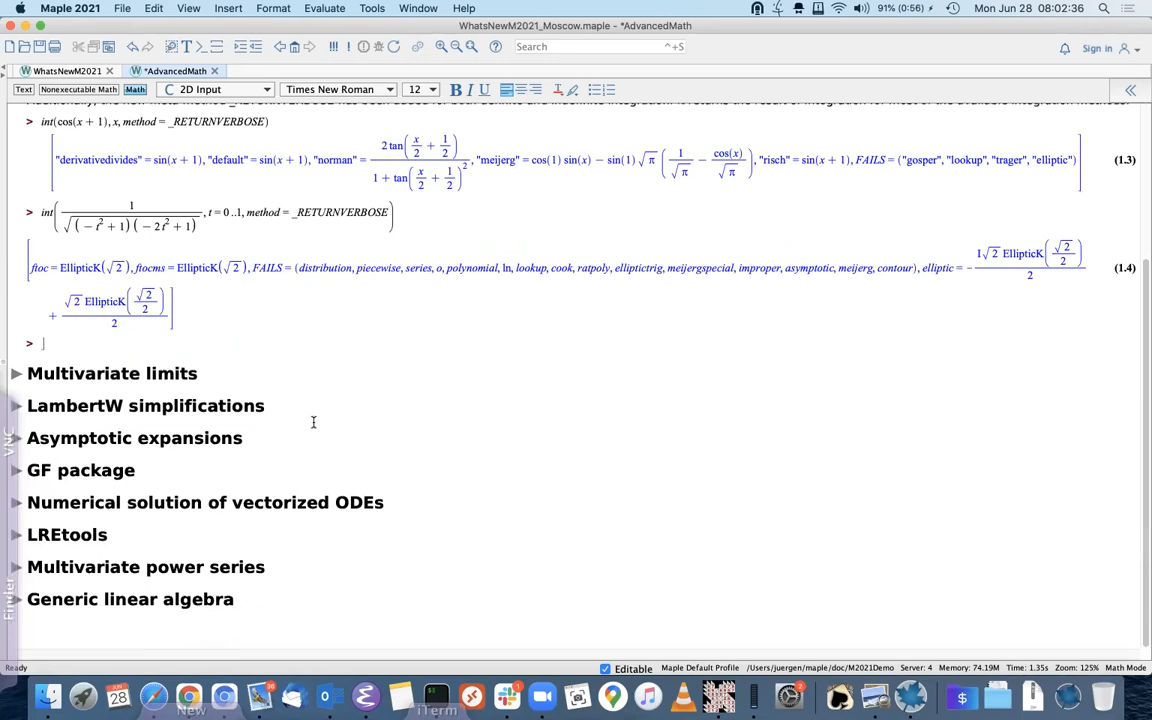 Maple 2021 File Edit View Insert Format Evaluate Tools Window Help 91% (0:56) Mon Jun 28 08:02:36
WhatsNewM2021_Moscow.maple - *AdvancedMath
Search ^+S Sign in
WhatsNewM2021 *AdvancedMath
Text Nonexecutable Math Math C 2D Input Times New Roman 12 B I U
> int(cos(x + 1), x, method = _RETURNVERBOSE)
["derivativedivides" = sin(x + 1), "default" = sin(x + 1), "norman" = 2 tan(x/2 + 1/2) / (1 + tan(x/2 + 1/2)^2), "meijerg" = cos(1) sin(x) − sin(1) √π (1/√π − cos(x)/√π), "risch" = sin(x + 1), FAILS = ("gosper", "lookup", "trager", "elliptic")] (1.3)
> int(1/√((−t^2 + 1) (−2 t^2 + 1)), t = 0 ..1, method = _RETURNVERBOSE)
[ftoc = EllipticK(√2), ftocms = EllipticK(√2), FAILS = (distribution, piecewise, series, o, polynomial, ln, lookup, cook, ratpoly, elliptictrig, meijergspecial, improper, asymptotic, meijerg, contour), elliptic = − I√2 EllipticK(√2/2)/2 (1.4)
+ √2 EllipticK(√2/2)/2]
>
Multivariate limits
LambertW simplifications
Asymptotic expansions
GF package
Numerical solution of vectorized ODEs
LREtools
Multivariate power series
Generic linear algebra
VNC
Finder
Ready Editable Maple Default Profile /Users/juergen/maple/doc/M2021Demo Server: 4 Memory: 74.19M Time: 1.35s Zoom: 125% Math Mode
New iTerm